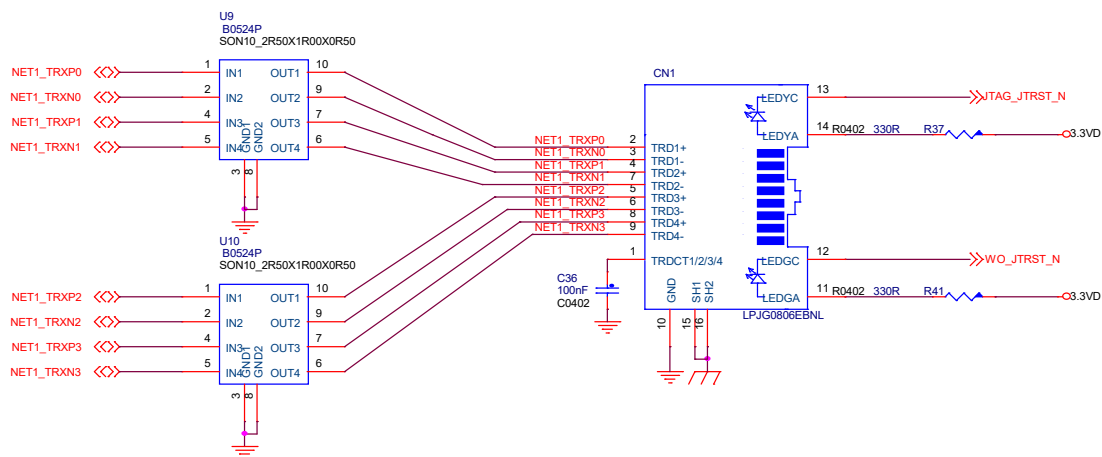 U9
B0524P
SON10_2R50X1R00X0R50
NET1_TRXP0 1 IN1 OUT1 10
NET1_TRXN0 2 IN2 OUT2 9
NET1_TRXP1 4 IN3 OUT3 7
NET1_TRXN1 5 IN4 OUT4 6
GND1 GND2
3 8
U10
B0524P
SON10_2R50X1R00X0R50
NET1_TRXP2 1 IN1 OUT1 10
NET1_TRXN2 2 IN2 OUT2 9
NET1_TRXP3 4 IN3 OUT3 7
NET1_TRXN3 5 IN4 OUT4 6
GND1 GND2
3 8
CN1
NET1_TRXP0 2 TRD1+
NET1_TRXN0 3 TRD1-
NET1_TRXP1 4 TRD2+
NET1_TRXN1 7 TRD2-
NET1_TRXP2 5 TRD3+
NET1_TRXN2 6 TRD3-
NET1_TRXP3 8 TRD4+
NET1_TRXN3 9 TRD4-
1 TRDCT1/2/3/4
C36
100nF
C0402
GND SH1 SH2
10 15 16
LEDYC 13 JTAG_JTRST_N
LEDYA 14 R0402 330R R37 3.3VD
LEDGC 12 WO_JTRST_N
LEDGA 11 R0402 330R R41 3.3VD
LPJG0806EBNL